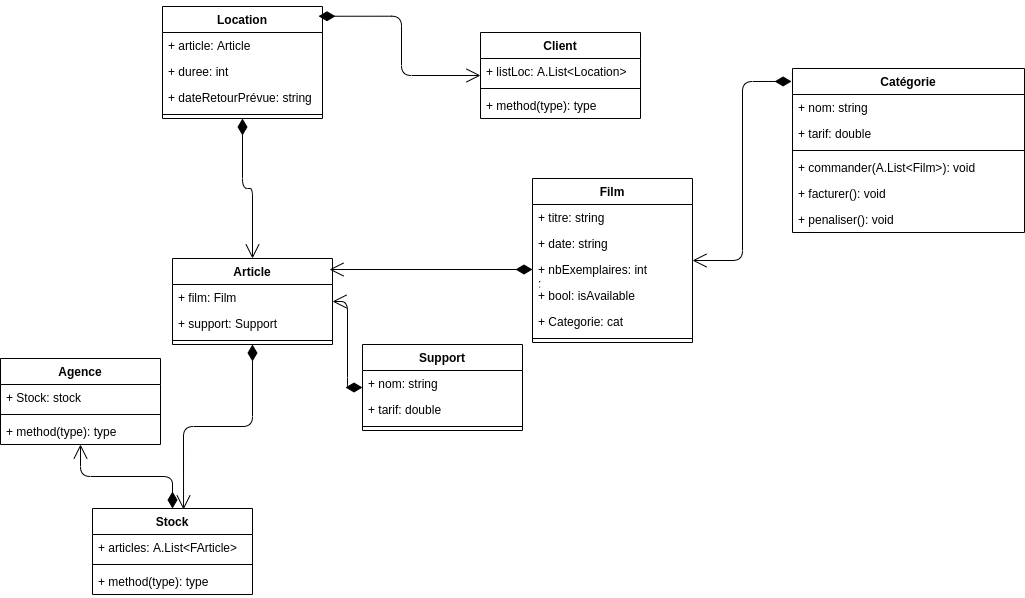 Location
+ article: Article
+ duree: int
+ dateRetourPrévue: string
Client
+ listLoc: A.List<Location>
+ method(type): type
Catégorie
+ nom: string
+ tarif: double
+ commander(A.List<Film>): void
+ facturer(): void
+ penaliser(): void
Film
+ titre: string
+ date: string
+ nbExemplaires: int
:
+ bool: isAvailable
+ Categorie: cat
Article
+ film: Film
+ support: Support
Support
+ nom: string
+ tarif: double
Agence
+ Stock: stock
+ method(type): type
Stock
+ articles: A.List<FArticle>
+ method(type): type